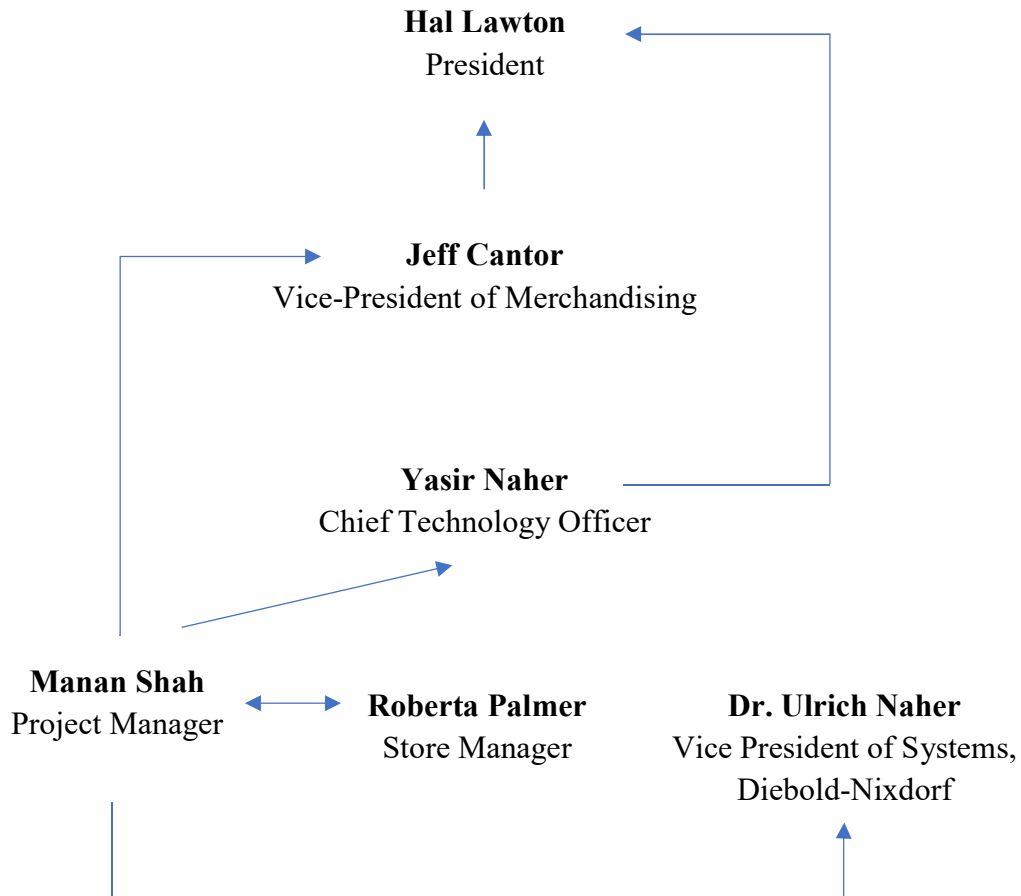 Hal Lawton
President
Jeff Cantor
Vice-President of Merchandising
Yasir Naher
Chief Technology Officer
Manan Shah
Project Manager
Roberta Palmer
Store Manager
Dr. Ulrich Naher
Vice President of Systems,
Diebold-Nixdorf